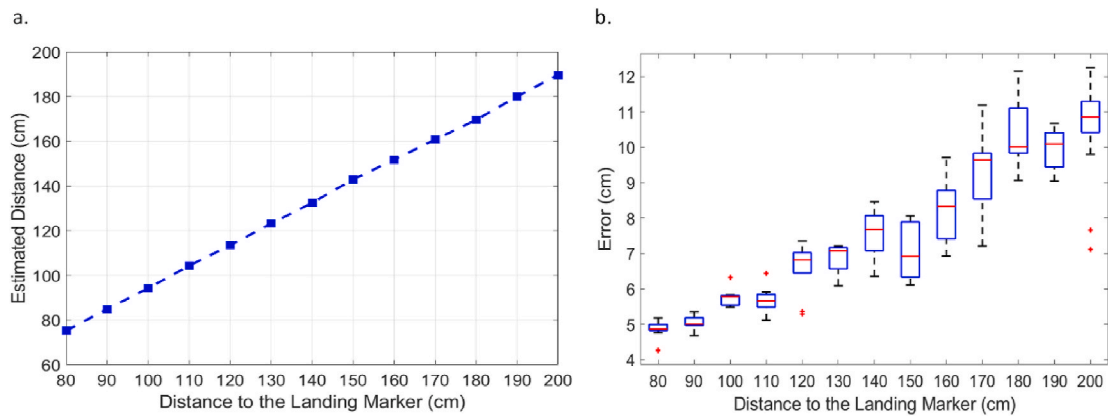 a.
200
180
160
140
120
100
80
60
Estimated Distance (cm)
80 90 100 110 120 130 140 150 160 170 180 190 200
Distance to the Landing Marker (cm)
b.
12
11
10
9
8
7
6
5
4
Error (cm)
80 90 100 110 120 130 140 150 160 170 180 190 200
Distance to the Landing Marker (cm)